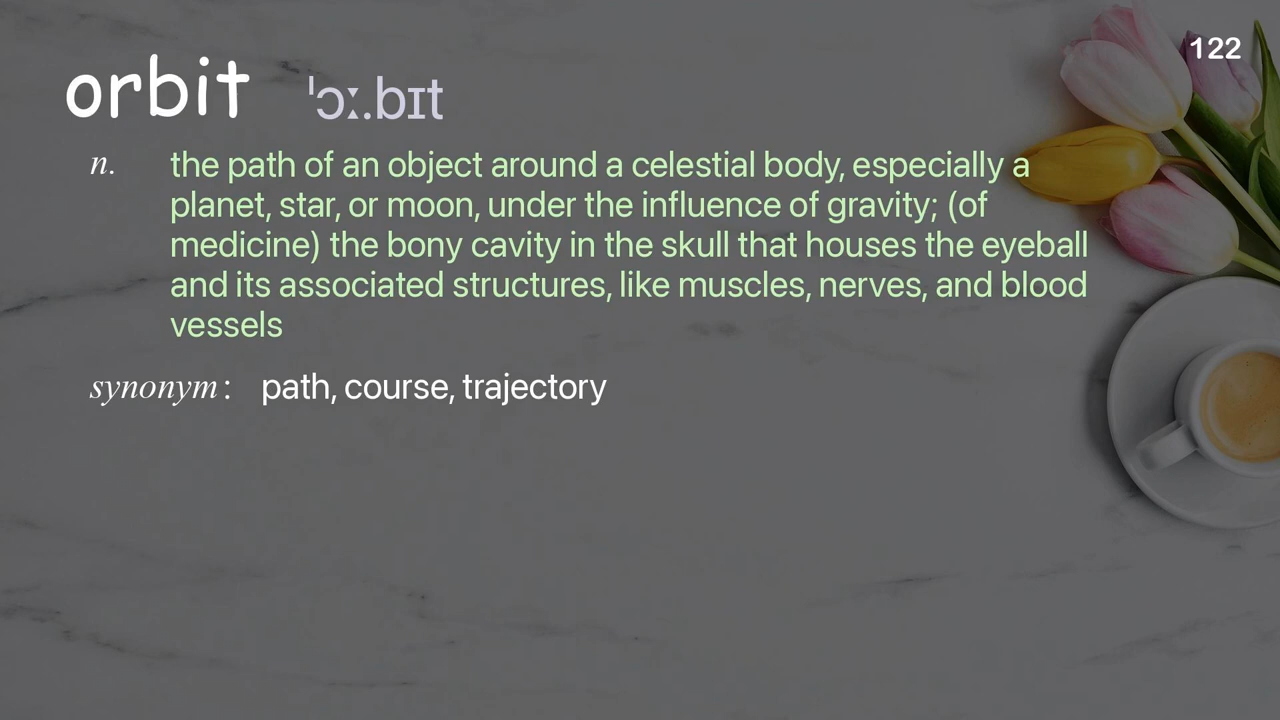 122
orbit ˈɔː.bɪt
n. the path of an object around a celestial body, especially a
planet, star, or moon, under the influence of gravity; (of
medicine) the bony cavity in the skull that houses the eyeball
and its associated structures, like muscles, nerves, and blood
vessels
synonym: path, course, trajectory